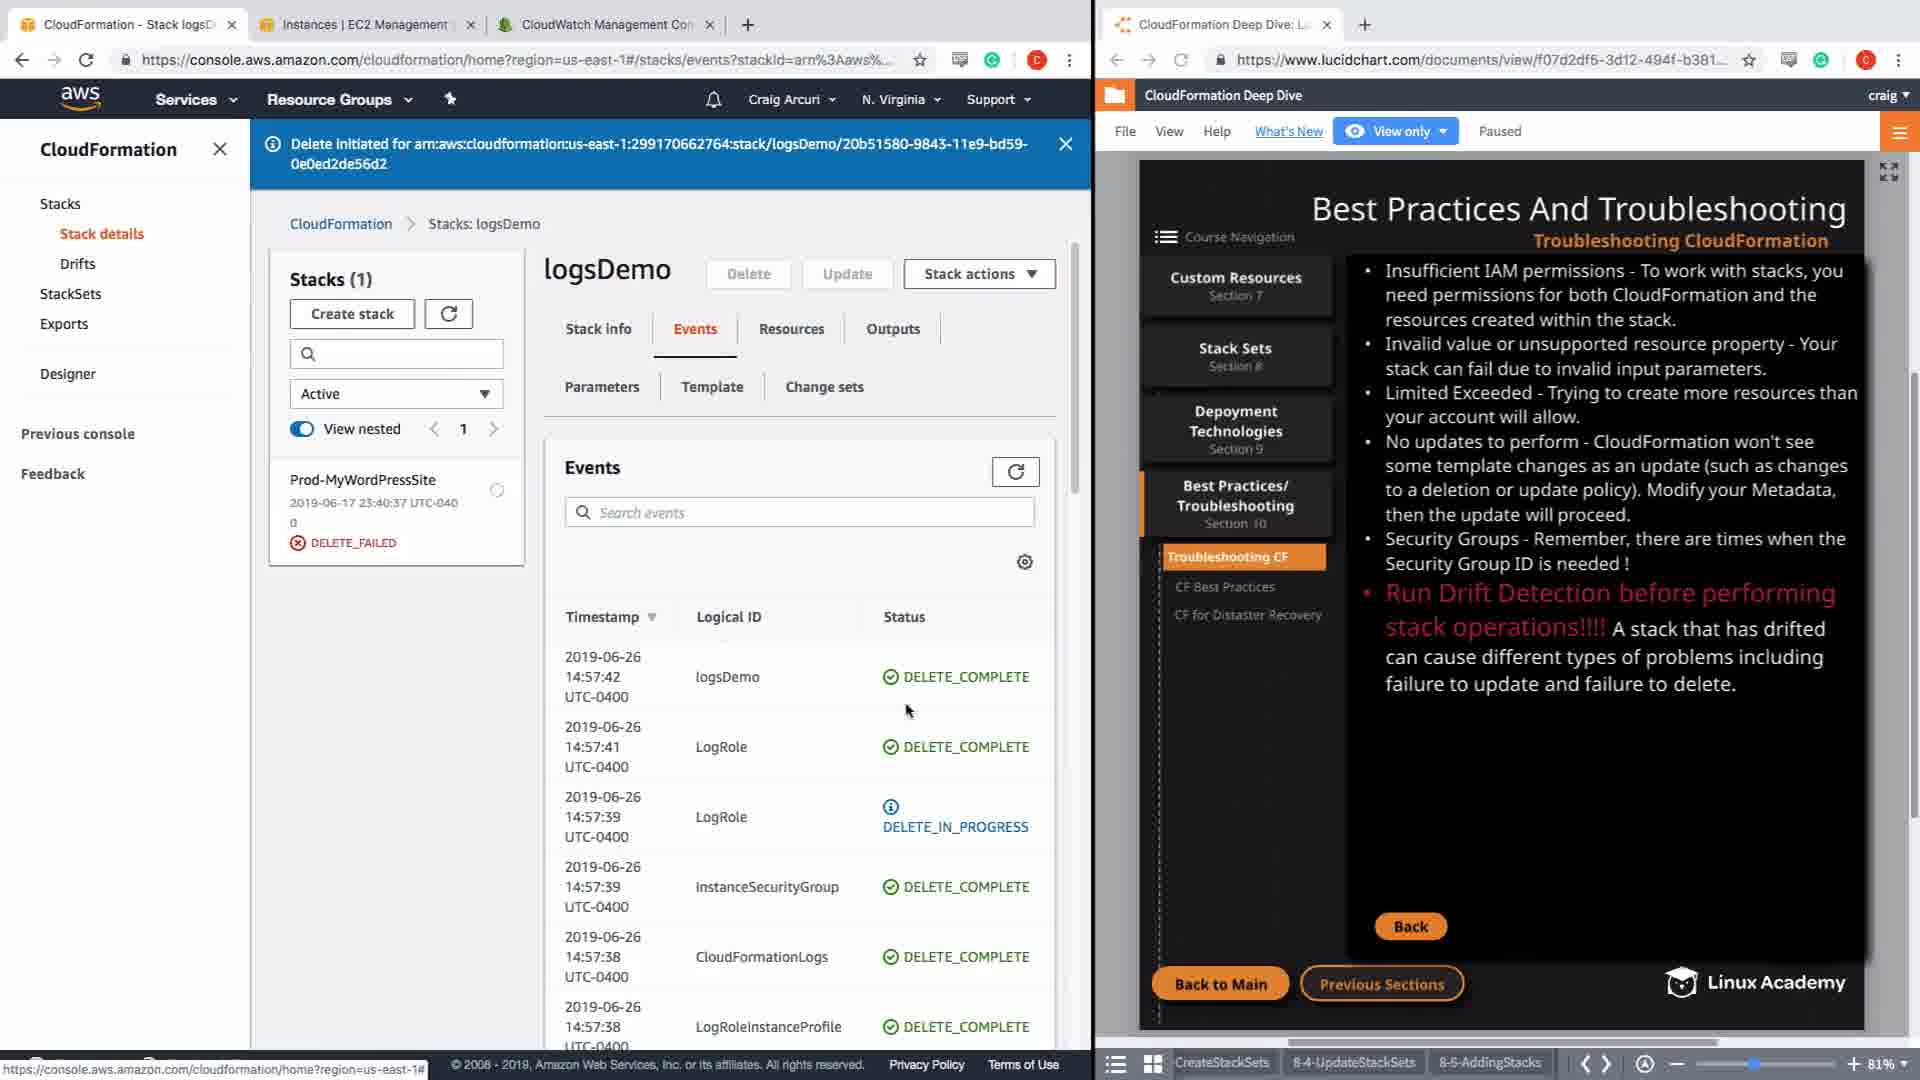 CloudFormation - Stack logsD
Instances | EC2 Management
CloudWatch Management Con
https://console.aws.amazon.com/cloudformation/home?region=us-east-1#/stacks/events?stackId=arn%3Aaws%...
aws
Services
Resource Groups
Craig Arcuri
N. Virginia
Support
CloudFormation
Stacks
Stack details
Drifts
StackSets
Exports
Designer
Previous console
Feedback
Delete initiated for arn:aws:cloudformation:us-east-1:299170662764:stack/logsDemo/20b51580-9843-11e9-bd59-
0e0ed2de56d2
CloudFormation
Stacks: logsDemo
Stacks (1)
Create stack
Active
View nested
1
Prod-MyWordPressSite
2019-06-17 23:40:37 UTC-040
0
DELETE_FAILED
logsDemo
Delete
Update
Stack actions
Stack info
Events
Resources
Outputs
Parameters
Template
Change sets
Events
Search events
Timestamp
Logical ID
Status
2019-06-26
14:57:42
UTC-0400
logsDemo
DELETE_COMPLETE
2019-06-26
14:57:41
UTC-0400
LogRole
DELETE_COMPLETE
2019-06-26
14:57:39
UTC-0400
LogRole
DELETE_IN_PROGRESS
2019-06-26
14:57:39
UTC-0400
InstanceSecurityGroup
DELETE_COMPLETE
2019-06-26
14:57:38
UTC-0400
CloudFormationLogs
DELETE_COMPLETE
2019-06-26
14:57:38
UTC-0400
LogRoleInstanceProfile
DELETE_COMPLETE
https://console.aws.amazon.com/cloudformation/home?region=us-east-1#
© 2008 - 2019, Amazon Web Services, Inc. or its affiliates. All rights reserved.
Privacy Policy
Terms of Use
CloudFormation Deep Dive: L
https://www.lucidchart.com/documents/view/f07d2df5-3d12-494f-b381...
CloudFormation Deep Dive
craig
File
View
Help
What's New
View only
Paused
Best Practices And Troubleshooting
Troubleshooting CloudFormation
Course Navigation
Custom Resources
Section 7
Stack Sets
Section 8
Depoyment
Technologies
Section 9
Best Practices/
Troubleshooting
Section 10
Troubleshooting CF
CF Best Practices
CF for Distaster Recovery
• Insufficient IAM permissions - To work with stacks, you
need permissions for both CloudFormation and the
resources created within the stack.
• Invalid value or unsupported resource property - Your
stack can fail due to invalid input parameters.
• Limited Exceeded - Trying to create more resources than
your account will allow.
• No updates to perform - CloudFormation won't see
some template changes as an update (such as changes
to a deletion or update policy). Modify your Metadata,
then the update will proceed.
• Security Groups - Remember, there are times when the
Security Group ID is needed !
• Run Drift Detection before performing
stack operations!!!! A stack that has drifted
can cause different types of problems including
failure to update and failure to delete.
Back
Back to Main
Previous Sections
Linux Academy
CreateStackSets
8-4-UpdateStackSets
8-5-AddingStacks
81%